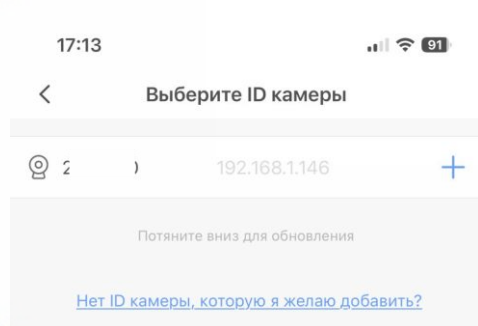 17:13 91
Выберите ID камеры
192.168.1.146
Потяните вниз для обновления
Нет ID камеры, которую я желаю добавить?